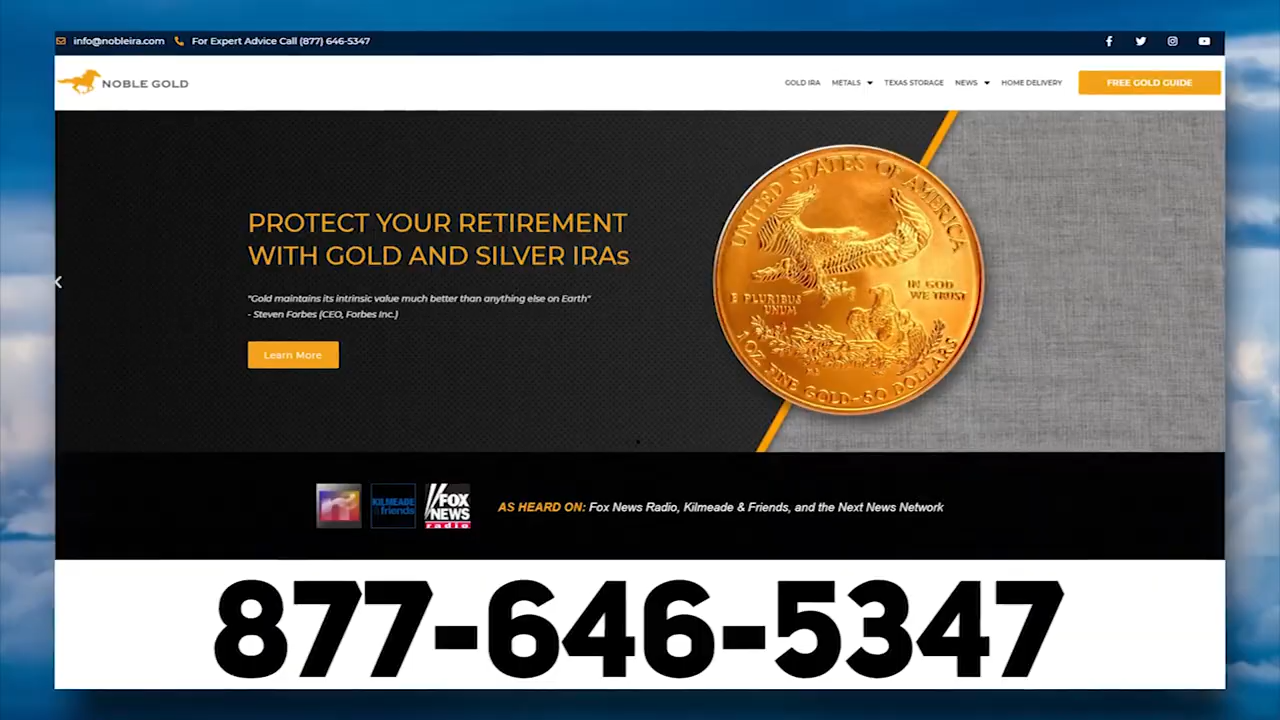 info@nobleira.com For Expert Advice Call (877) 646-5347
NOBLE GOLD
GOLD IRA METALS TEXAS STORAGE NEWS HOME DELIVERY FREE GOLD GUIDE
PROTECT YOUR RETIREMENT
WITH GOLD AND SILVER IRAs
"Gold maintains its intrinsic value much better than anything else on Earth"
- Steven Forbes (CEO, Forbes Inc.)
Learn More
UNITED STATES OF AMERICA
E PLURIBUS
UNUM
IN GOD
WE TRUST
1 OZ. FINE GOLD-50 DOLLARS
KILMEADE
friends
FOX
NEWS
radio
AS HEARD ON: Fox News Radio, Kilmeade & Friends, and the Next News Network
877-646-5347